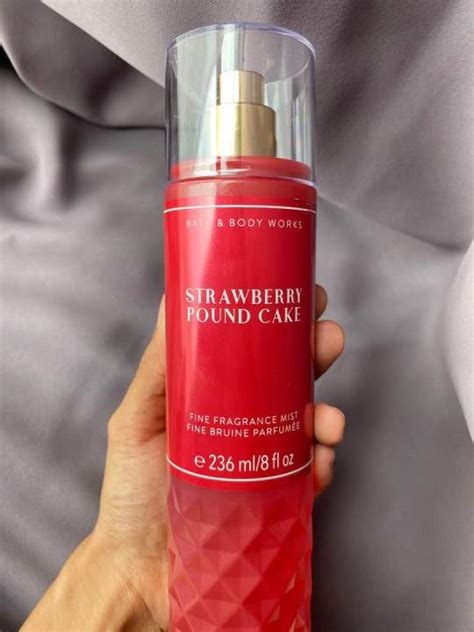 BATH & BODY WORKS
STRAWBERRY
POUND CAKE
FINE FRAGRANCE MIST
FINE BRUINE PARFUMÉE
℮ 236 ml/8 fl oz